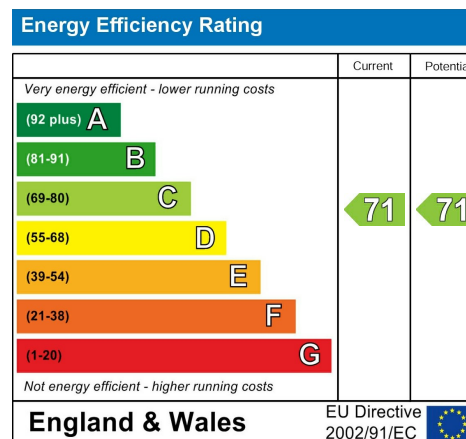 Energy Efficiency Rating
Current Potentia
Very energy efficient - lower running costs
(92 plus) A
(81-91) B
(69-80) C
71 71
(55-68) D
(39-54) E
(21-38) F
(1-20) G
Not energy efficient - higher running costs
England & Wales
EU Directive
2002/91/EC